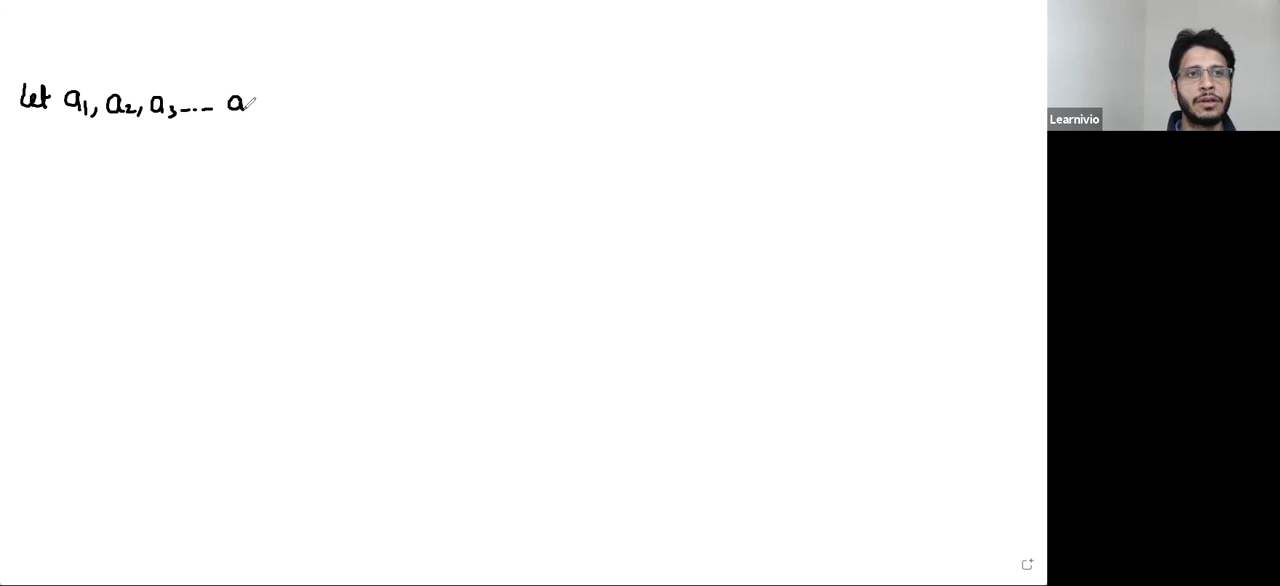 Let a₁, a₂, a₃ ---- a
Learnivio